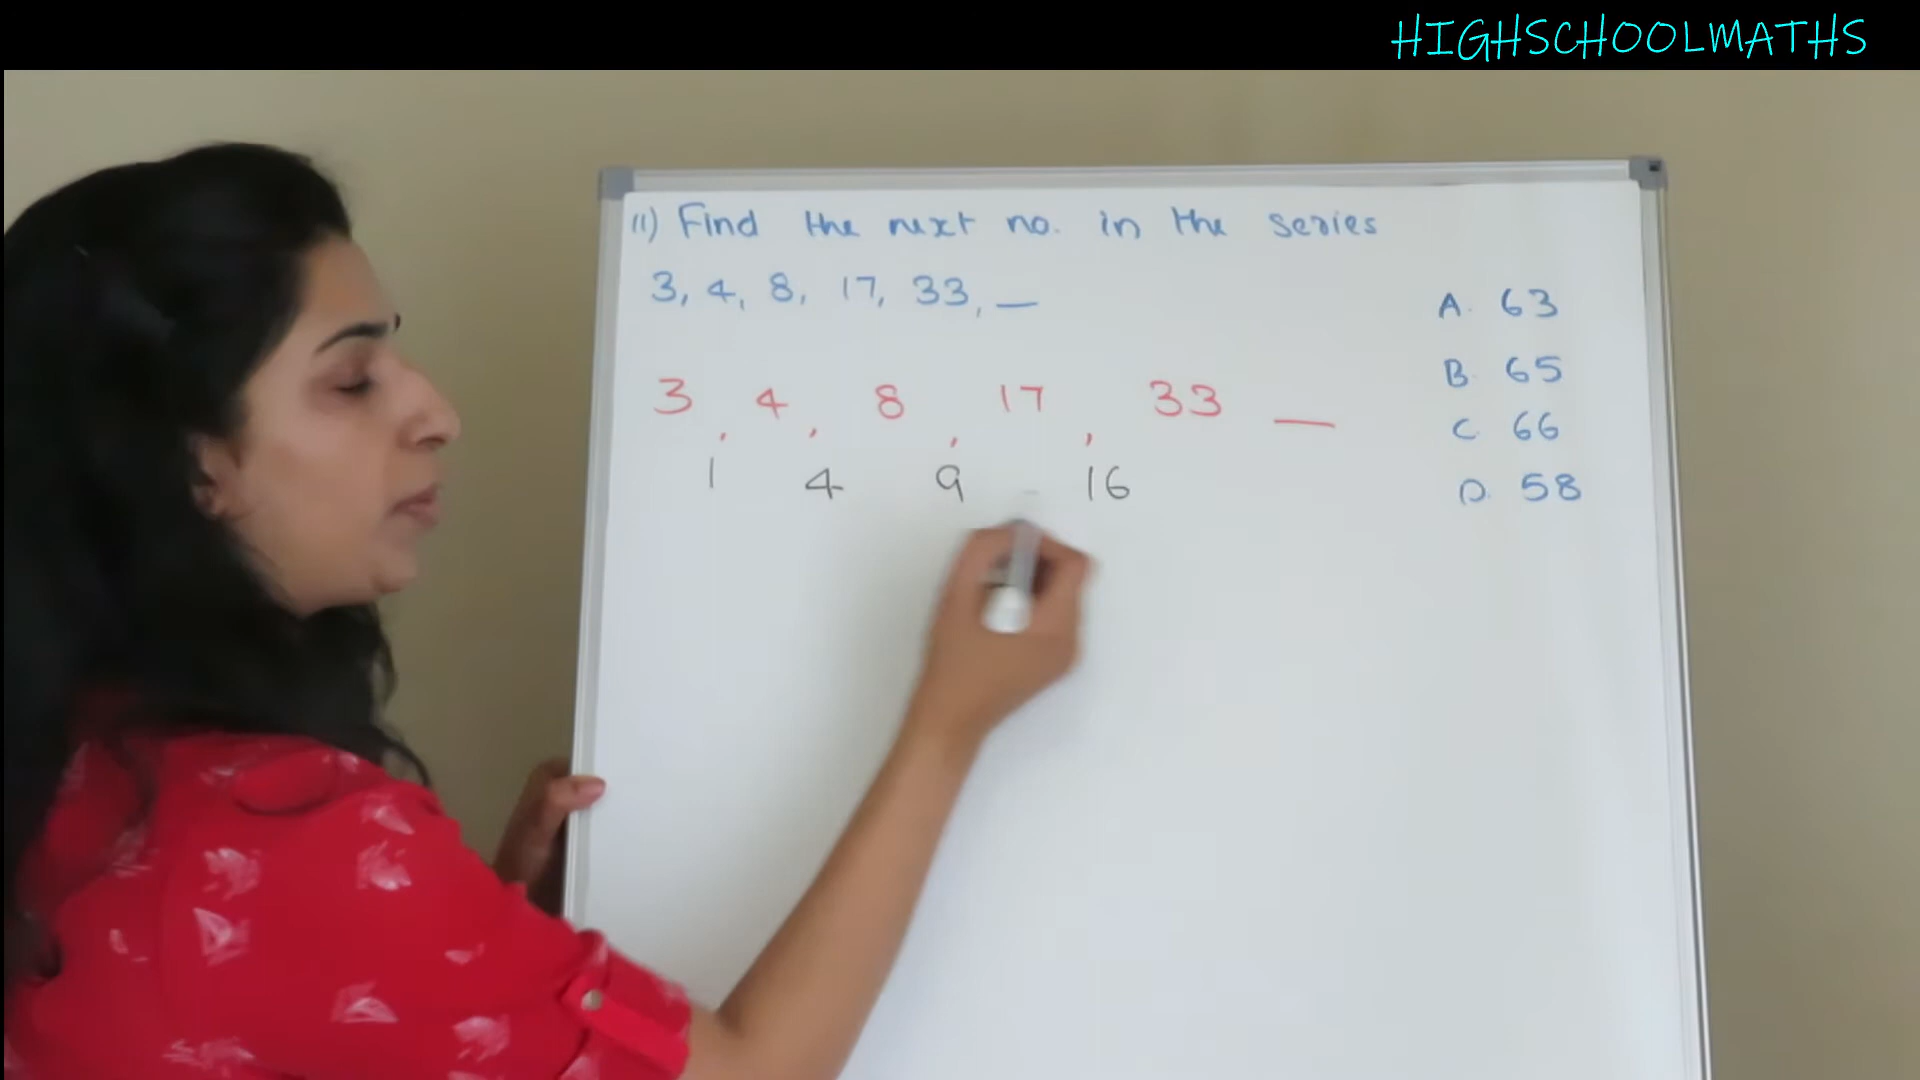 HIGHSCHOOLMATHS
11) Find the next no. in the series
3, 4, 8, 17, 33, __
A. 63
B. 65
C. 66
D. 58
3, 4, 8, 17, 33 __
1 4 9 16